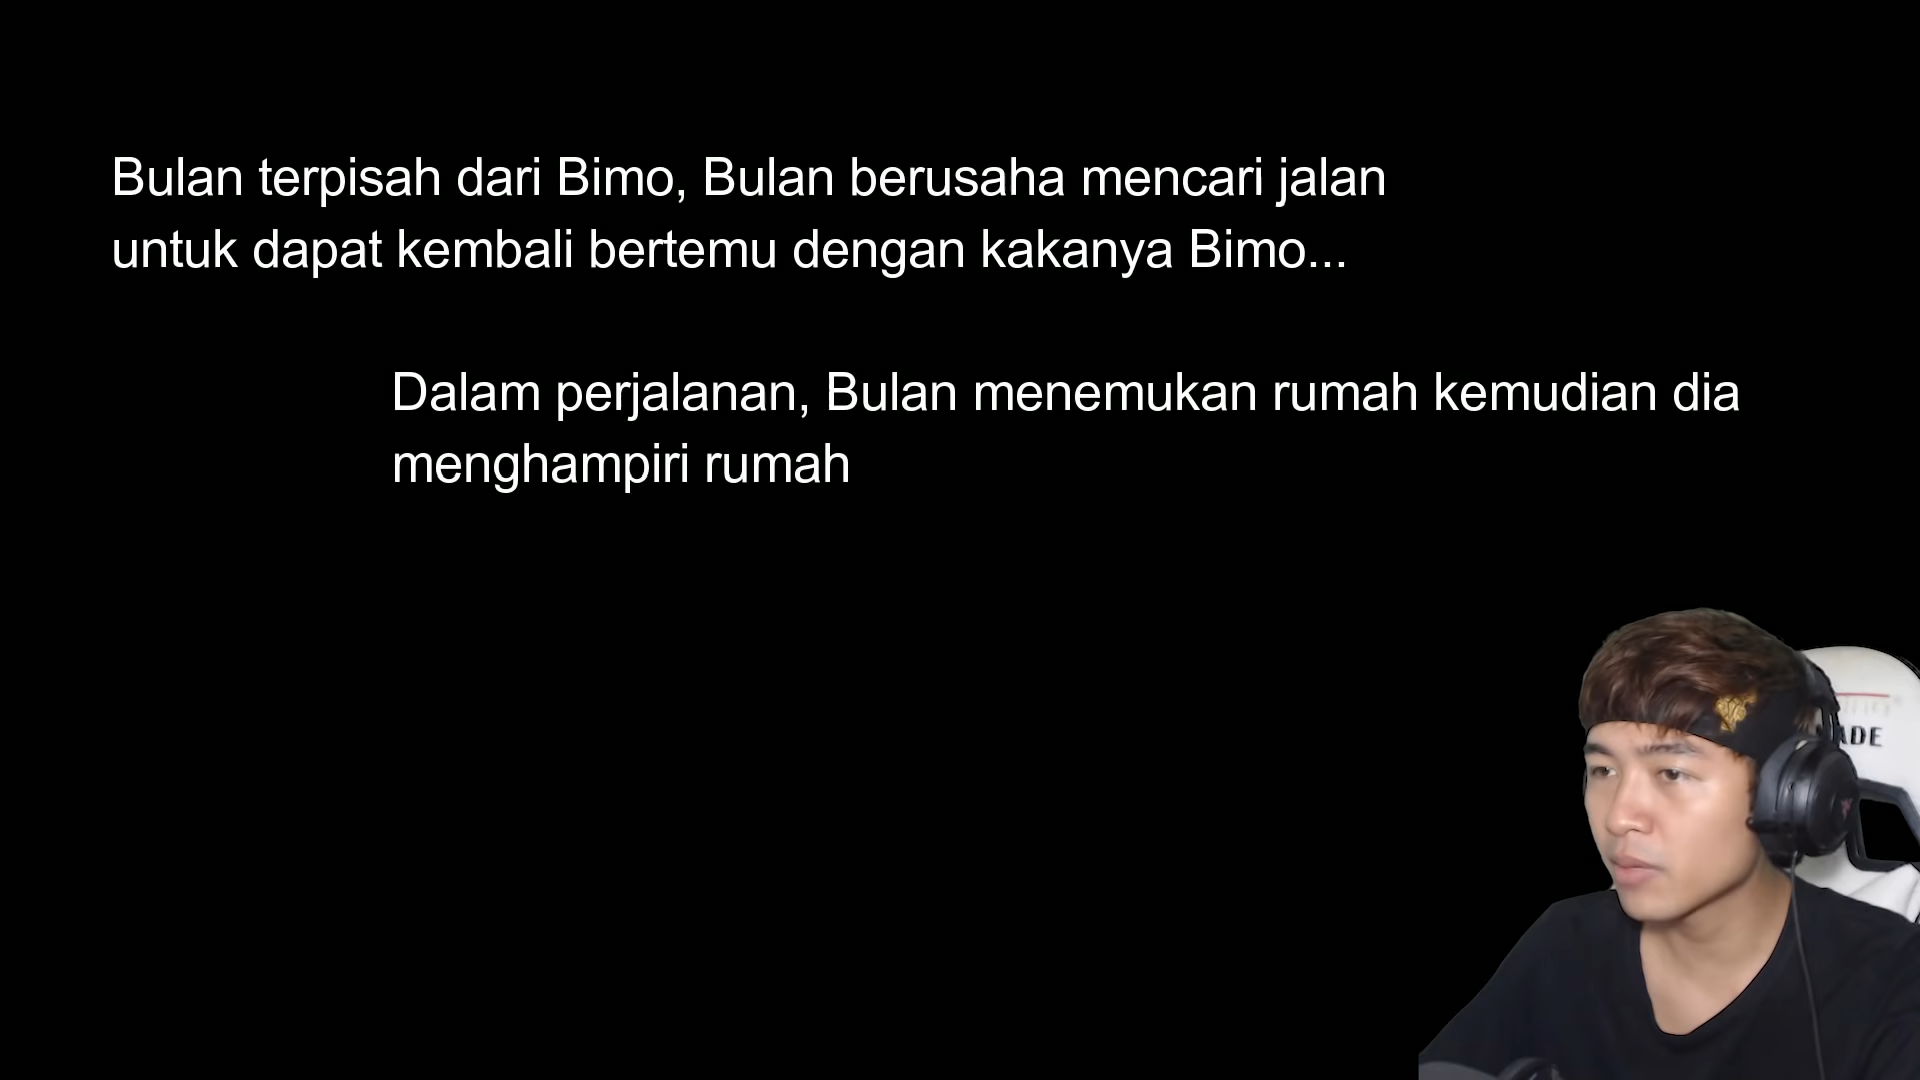 Bulan terpisah dari Bimo, Bulan berusaha mencari jalan
untuk dapat kembali bertemu dengan kakanya Bimo...
Dalam perjalanan, Bulan menemukan rumah kemudian dia
menghampiri rumah